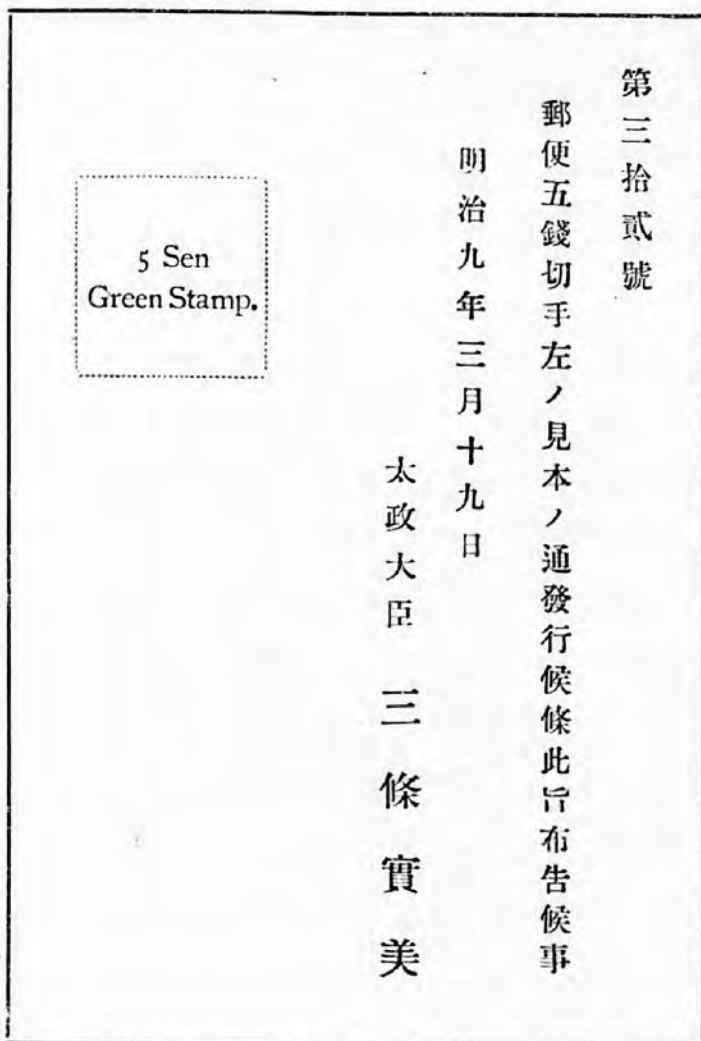 第三拾貳號
郵便五錢切手左ノ見本ノ通發行候條此旨布告候事
明治九年三月十九日
太政大臣 三條實美
5 Sen
Green Stamp.